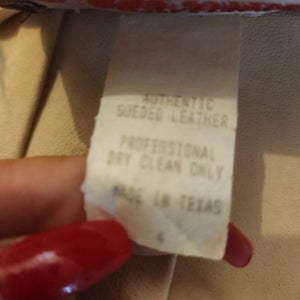 AUTHENTIC
SUEDED LEATHER
PROFESSIONAL
DRY CLEAN ONLY
MADE IN TEXAS
4